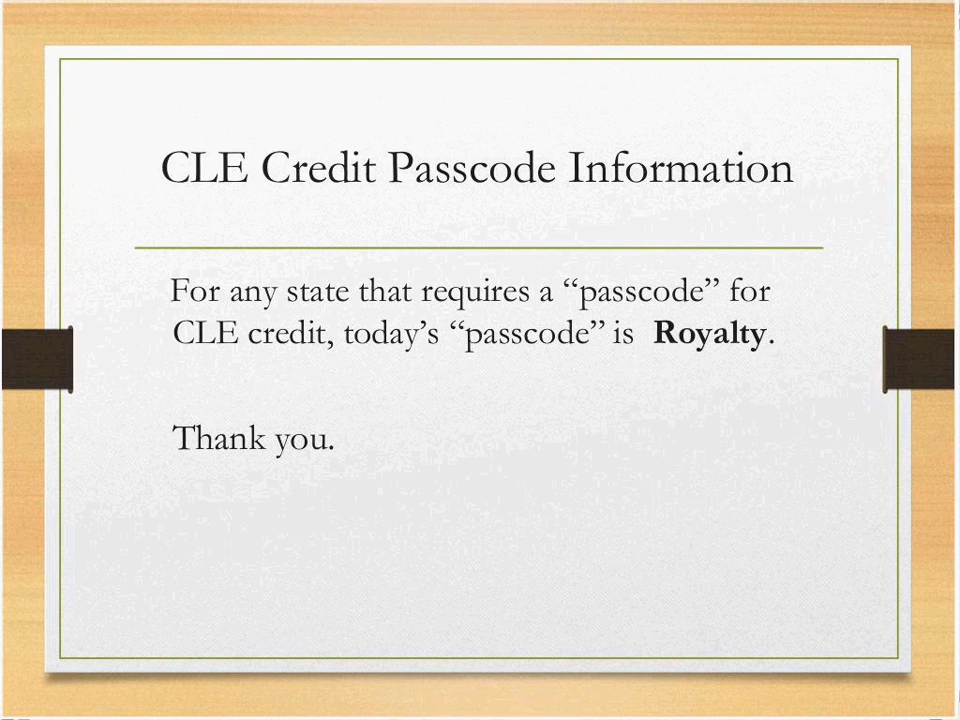 CLE Credit Passcode Information
For any state that requires a “passcode” for
CLE credit, today’s “passcode” is Royalty.
Thank you.